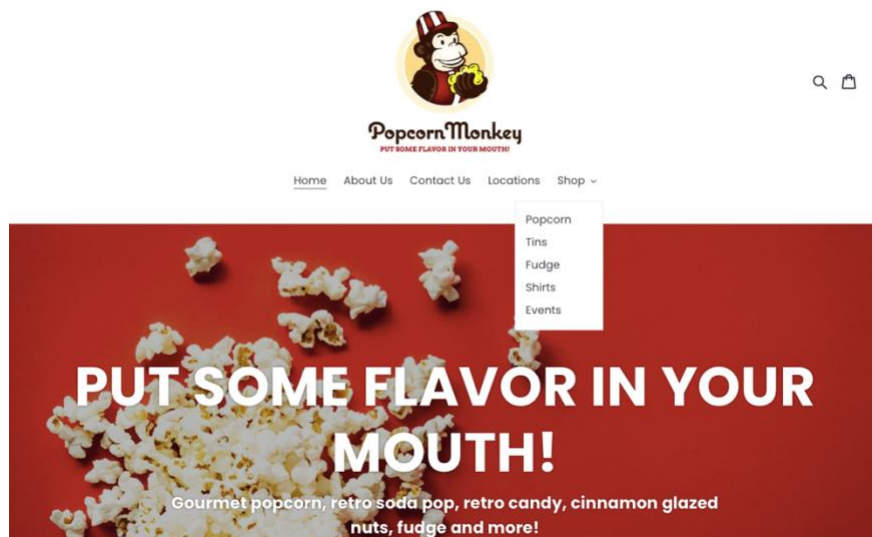 Popcorn Monkey
PUT SOME FLAVOR IN YOUR MOUTH!
Home About Us Contact Us Locations Shop
Popcorn
Tins
Fudge
Shirts
Events
PUT SOME FLAVOR IN YOUR
MOUTH!
Gourmet popcorn, retro soda pop, retro candy, cinnamon glazed
nuts, fudge and more!